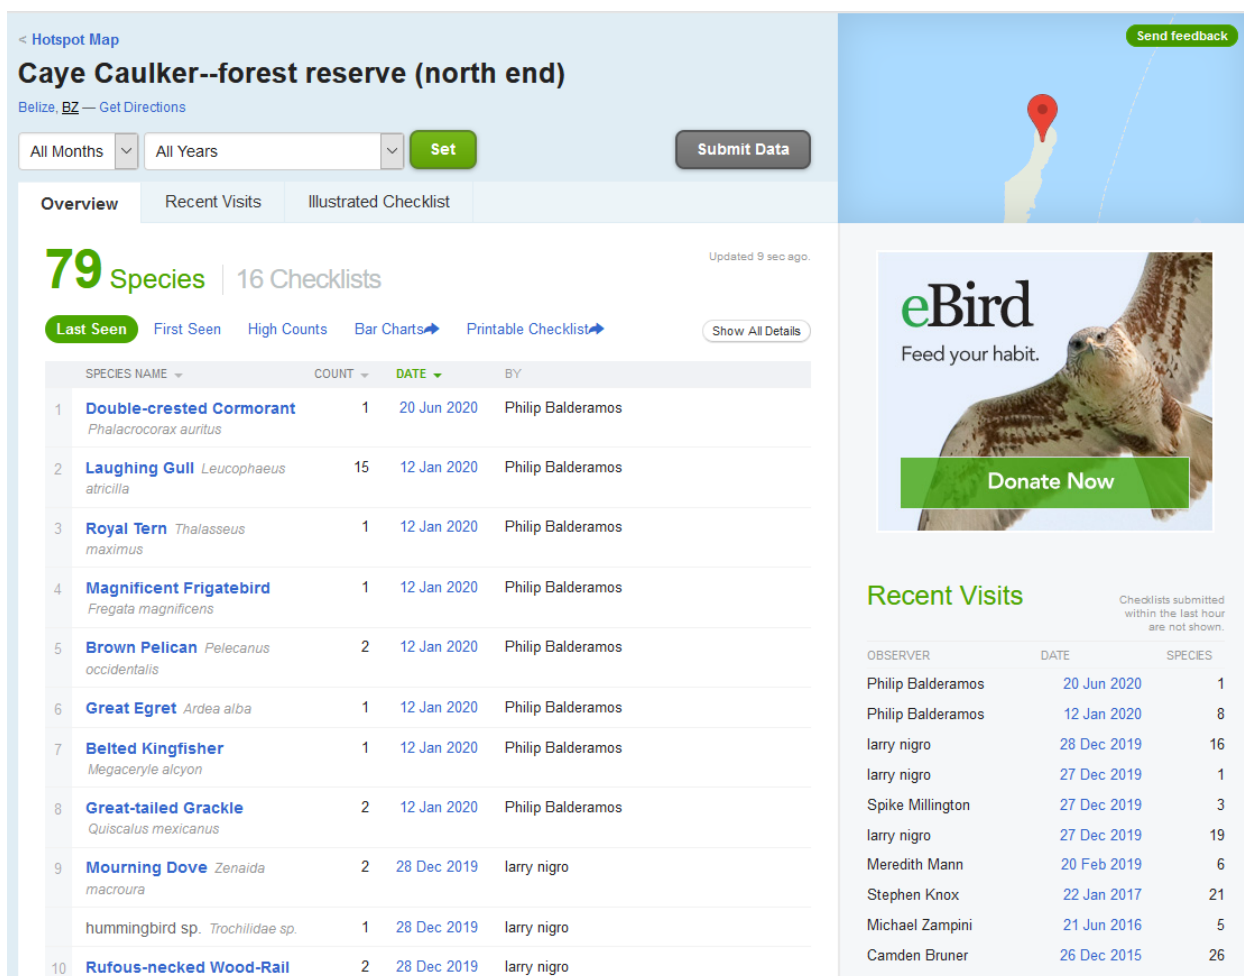 < Hotspot Map
Caye Caulker--forest reserve (north end)
Belize, BZ — Get Directions
All Months
All Years
Set
Submit Data
Send feedback
Overview
Recent Visits
Illustrated Checklist
79 Species
16 Checklists
Updated 9 sec ago.
Last Seen
First Seen
High Counts
Bar Charts
Printable Checklist
Show All Details
SPECIES NAME COUNT DATE BY
1 Double-crested Cormorant 1 20 Jun 2020 Philip Balderamos
Phalacrocorax auritus
2 Laughing Gull Leucophaeus 15 12 Jan 2020 Philip Balderamos
atricilla
3 Royal Tern Thalasseus 1 12 Jan 2020 Philip Balderamos
maximus
4 Magnificent Frigatebird 1 12 Jan 2020 Philip Balderamos
Fregata magnificens
5 Brown Pelican Pelecanus 2 12 Jan 2020 Philip Balderamos
occidentalis
6 Great Egret Ardea alba 1 12 Jan 2020 Philip Balderamos
7 Belted Kingfisher 1 12 Jan 2020 Philip Balderamos
Megaceryle alcyon
8 Great-tailed Grackle 2 12 Jan 2020 Philip Balderamos
Quiscalus mexicanus
9 Mourning Dove Zenaida 2 28 Dec 2019 larry nigro
macroura
hummingbird sp. Trochilidae sp. 1 28 Dec 2019 larry nigro
10 Rufous-necked Wood-Rail 2 28 Dec 2019 larry nigro
eBird
Feed your habit.
Donate Now
Recent Visits
Checklists submitted
within the last hour
are not shown.
OBSERVER DATE SPECIES
Philip Balderamos 20 Jun 2020 1
Philip Balderamos 12 Jan 2020 8
larry nigro 28 Dec 2019 16
larry nigro 27 Dec 2019 1
Spike Millington 27 Dec 2019 3
larry nigro 27 Dec 2019 19
Meredith Mann 20 Feb 2019 6
Stephen Knox 22 Jan 2017 21
Michael Zampini 21 Jun 2016 5
Camden Bruner 26 Dec 2015 26